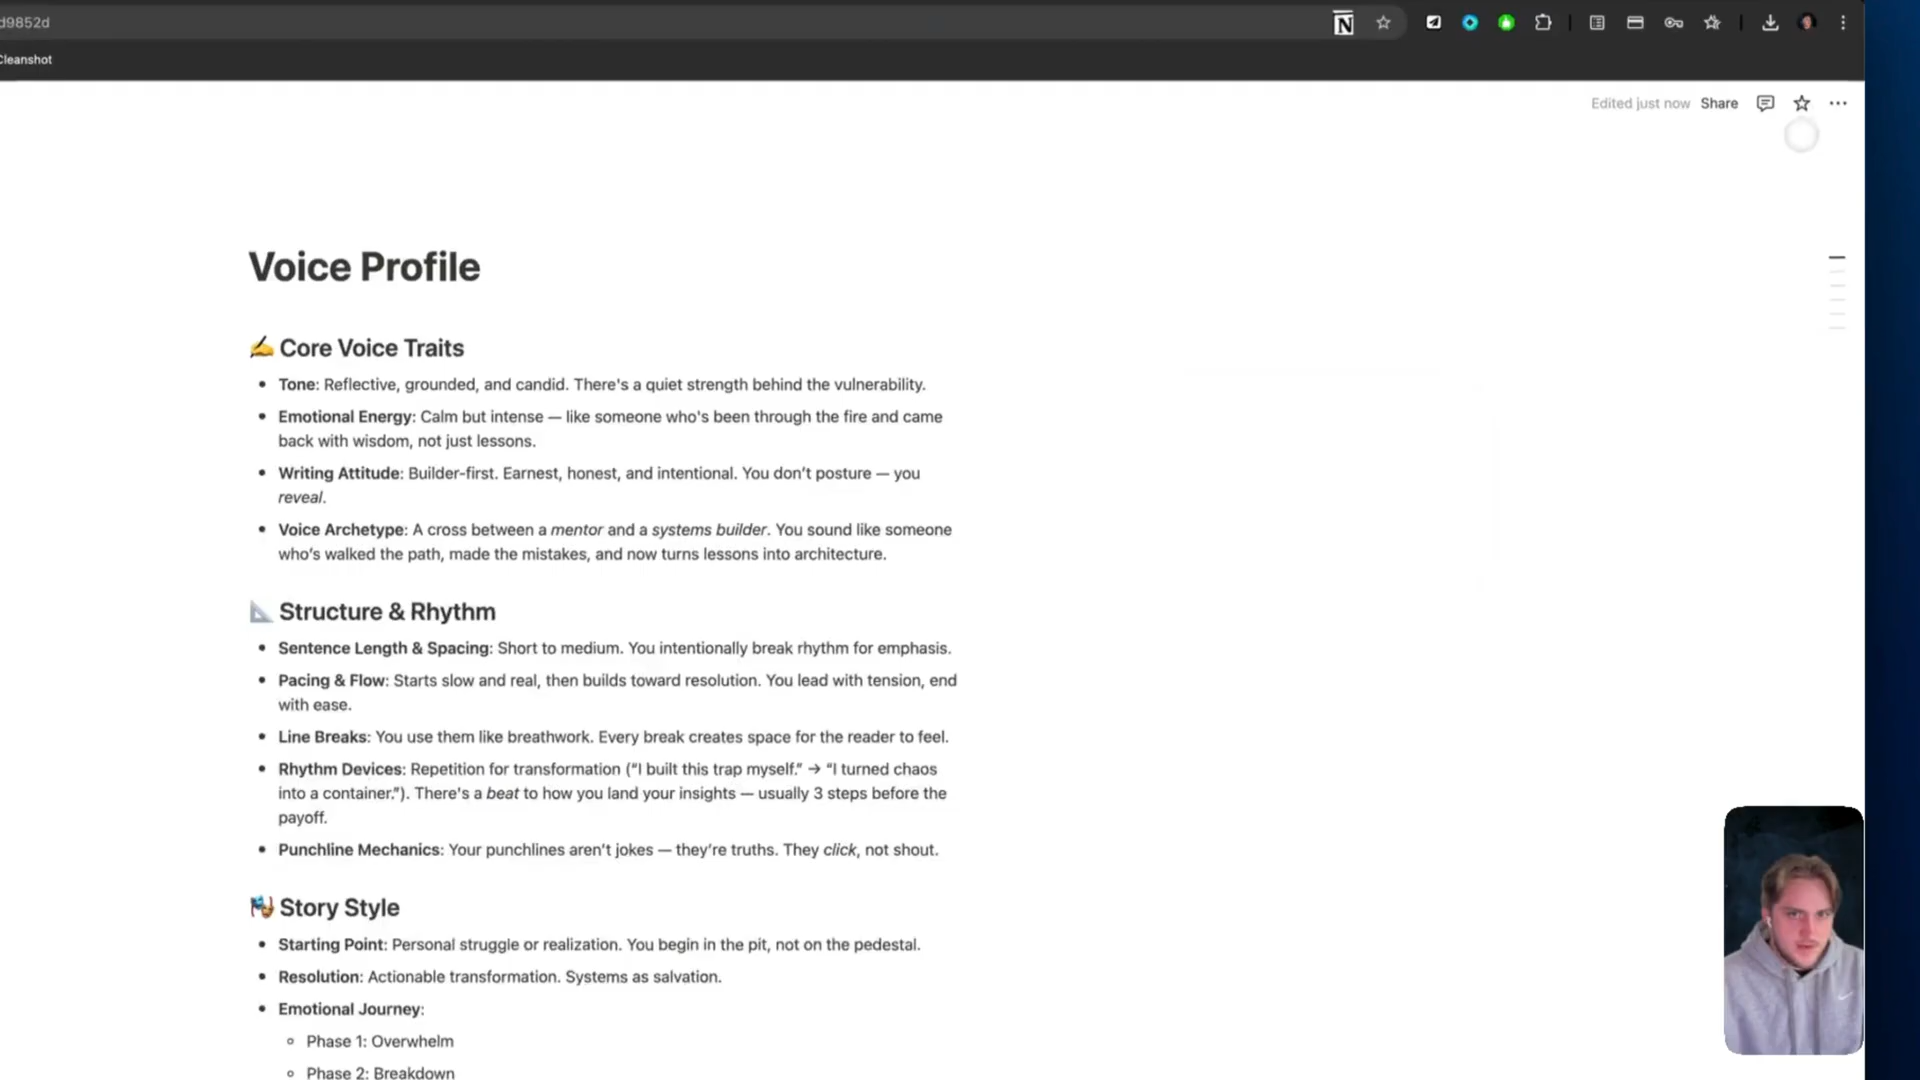 d9852d
Cleanshot
Edited just now Share
Voice Profile
✍️ Core Voice Traits
• Tone: Reflective, grounded, and candid. There's a quiet strength behind the vulnerability.
• Emotional Energy: Calm but intense — like someone who's been through the fire and came
back with wisdom, not just lessons.
• Writing Attitude: Builder-first. Earnest, honest, and intentional. You don’t posture — you
reveal.
• Voice Archetype: A cross between a mentor and a systems builder. You sound like someone
who’s walked the path, made the mistakes, and now turns lessons into architecture.
📐 Structure & Rhythm
• Sentence Length & Spacing: Short to medium. You intentionally break rhythm for emphasis.
• Pacing & Flow: Starts slow and real, then builds toward resolution. You lead with tension, end
with ease.
• Line Breaks: You use them like breathwork. Every break creates space for the reader to feel.
• Rhythm Devices: Repetition for transformation (“I built this trap myself.” → “I turned chaos
into a container.”). There's a beat to how you land your insights — usually 3 steps before the
payoff.
• Punchline Mechanics: Your punchlines aren’t jokes — they’re truths. They click, not shout.
🎭 Story Style
• Starting Point: Personal struggle or realization. You begin in the pit, not on the pedestal.
• Resolution: Actionable transformation. Systems as salvation.
• Emotional Journey:
◦ Phase 1: Overwhelm
◦ Phase 2: Breakdown